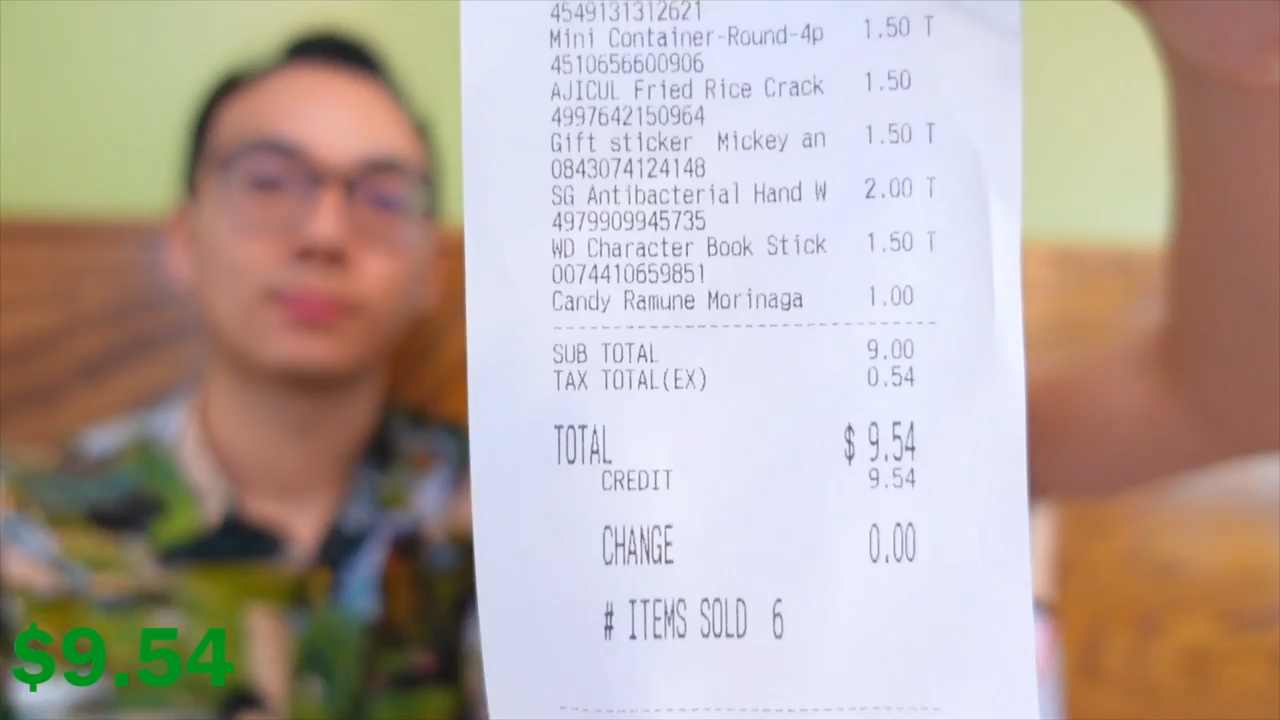 4549131312621
Mini Container-Round-4p 1.50 T
4510656600906
AJICUL Fried Rice Crack 1.50
4997642150964
Gift sticker Mickey an 1.50 T
0843074124148
SG Antibacterial Hand W 2.00 T
4979909945735
WD Character Book Stick 1.50 T
0074410659851
Candy Ramune Morinaga 1.00
SUB TOTAL 9.00
TAX TOTAL(EX) 0.54
TOTAL $ 9.54
CREDIT 9.54
CHANGE 0.00
# ITEMS SOLD 6
$9.54